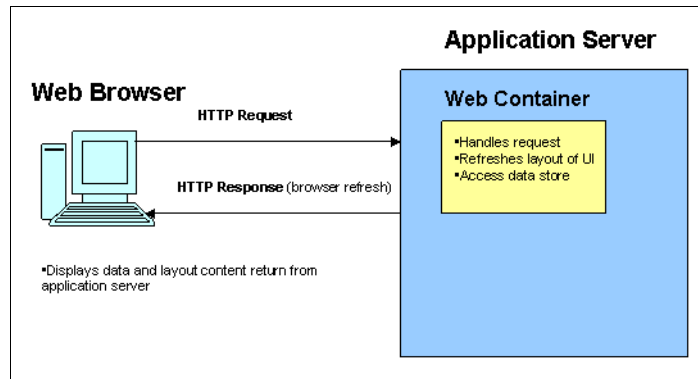 Application Server
Web Browser
Web Container
HTTP Request
•Handles request
•Refreshes layout of UI
•Access data store
HTTP Response (browser refresh)
•Displays data and layout content return from
application server